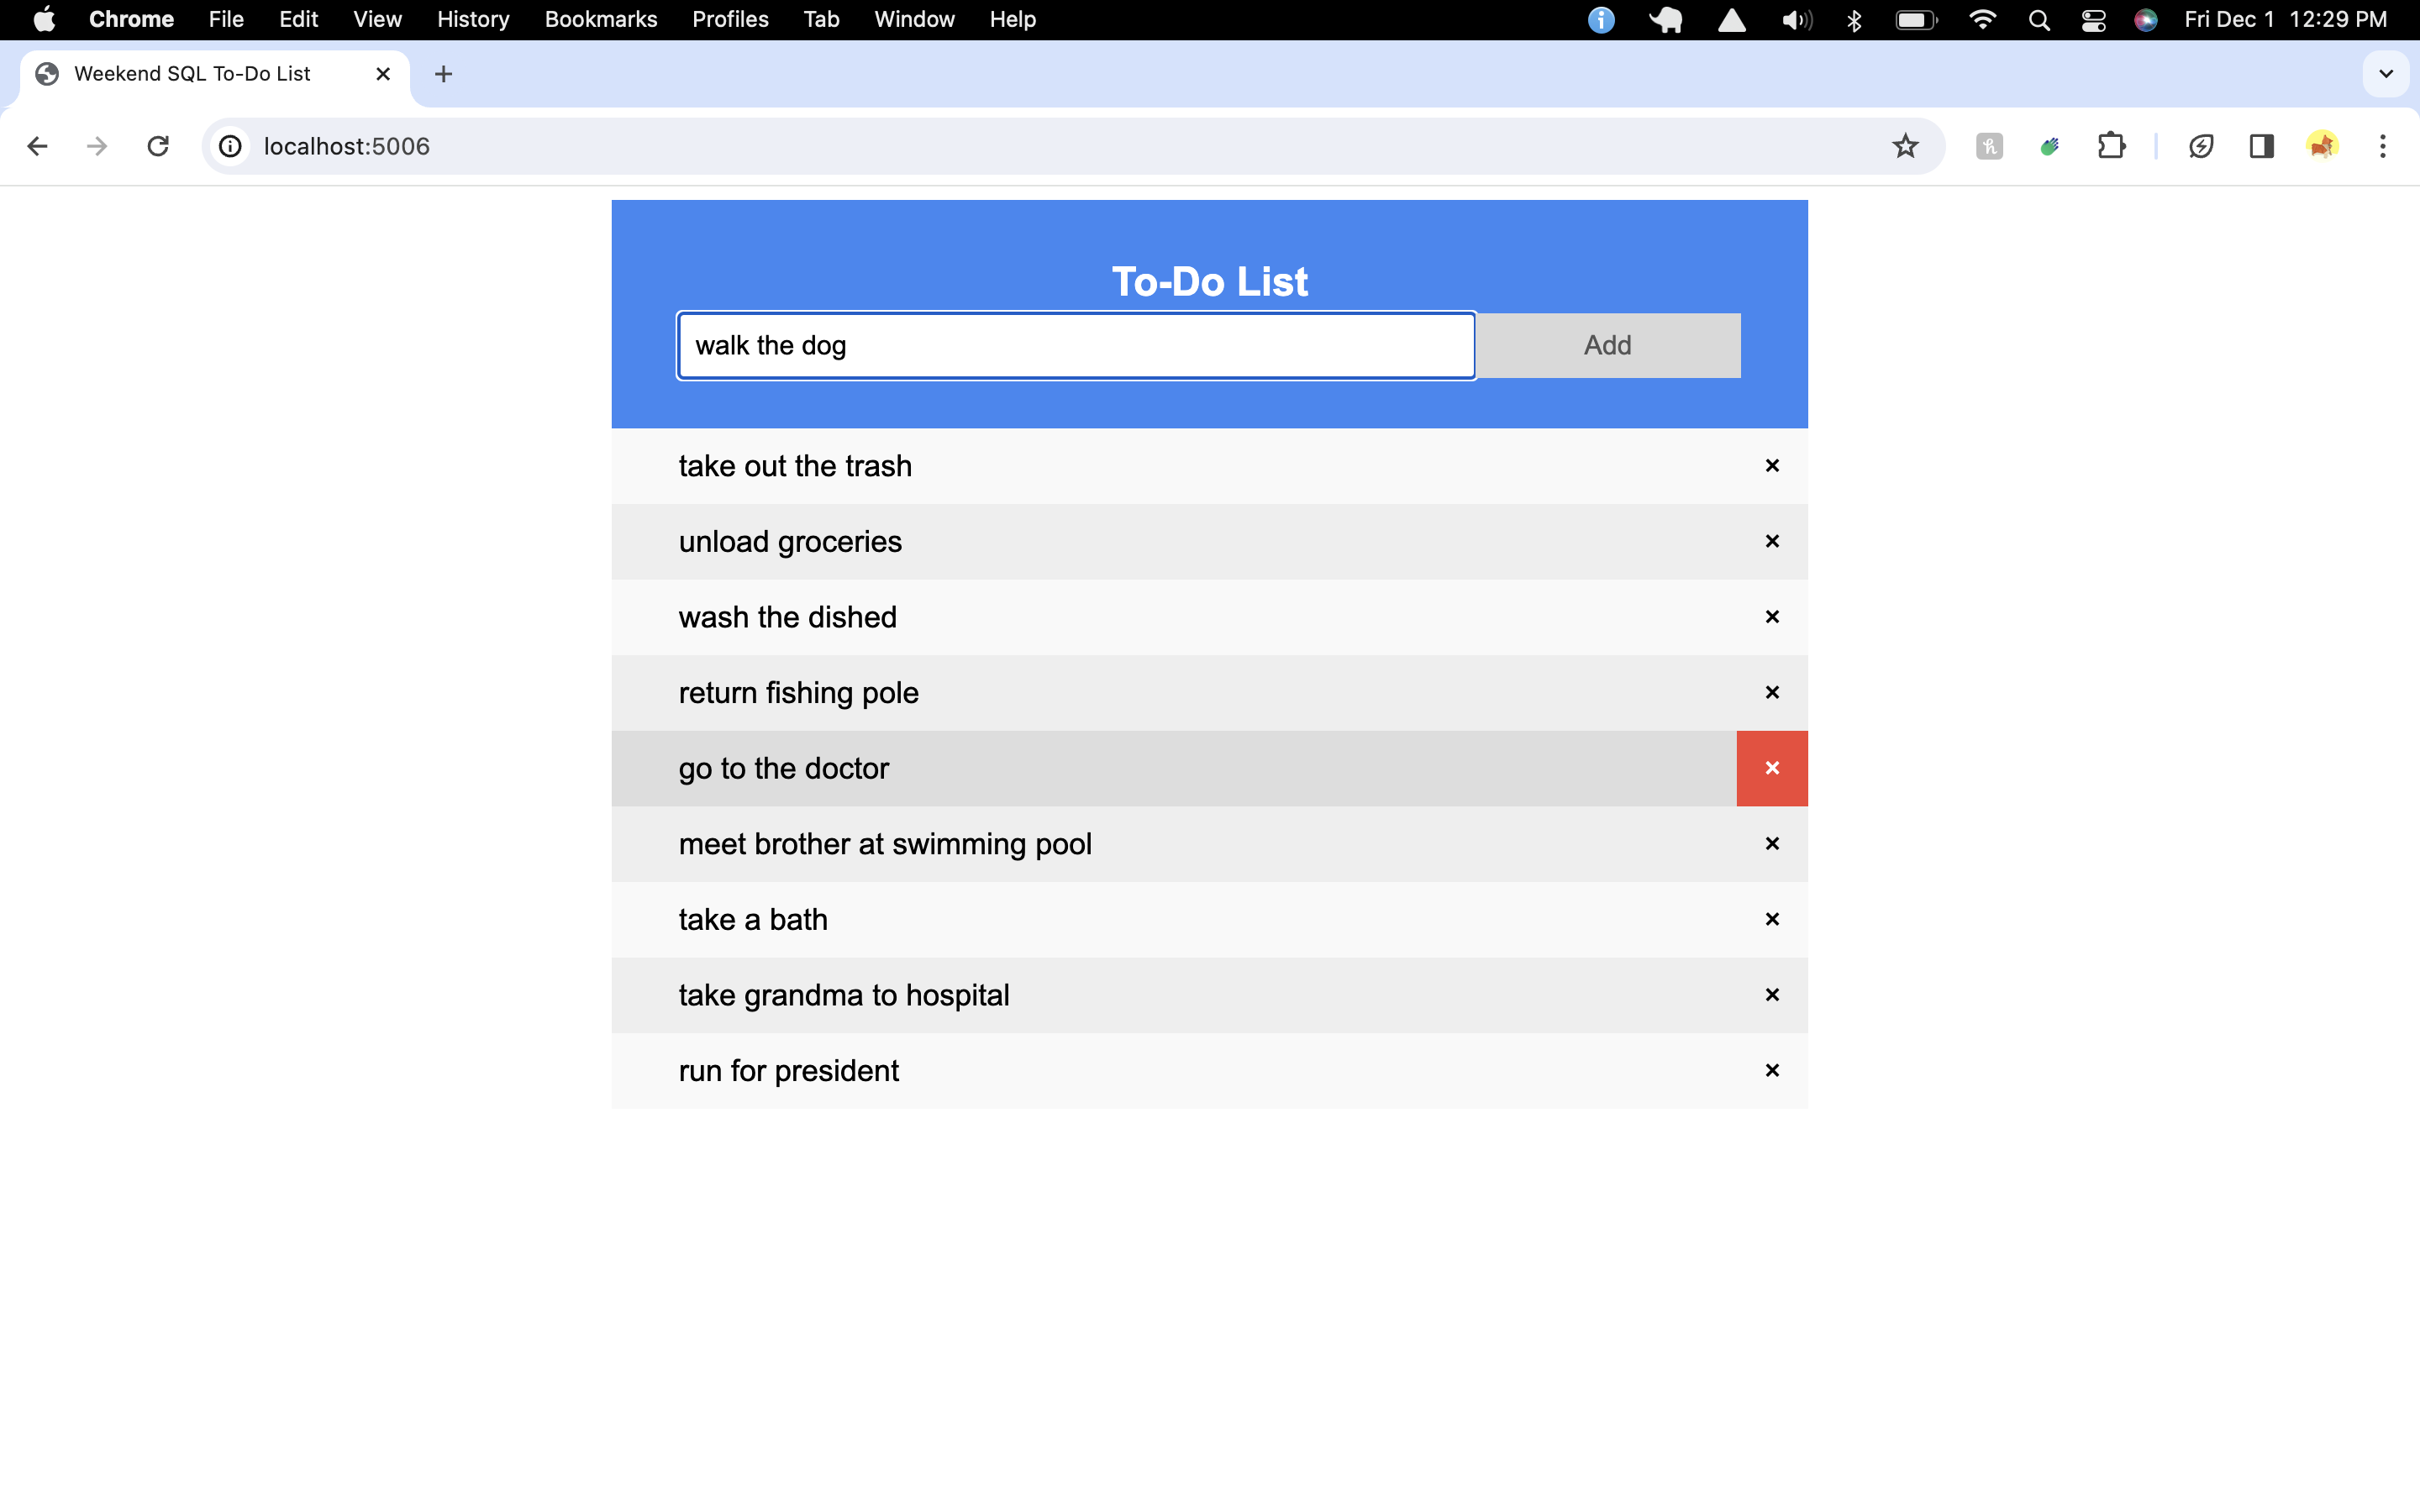 Chrome File Edit View History Bookmarks Profiles Tab Window Help Fri Dec 1 12:29 PM
Weekend SQL To-Do List
localhost:5006
To-Do List
walk the dog Add
take out the trash ×
unload groceries ×
wash the dished ×
return fishing pole ×
go to the doctor ×
meet brother at swimming pool ×
take a bath ×
take grandma to hospital ×
run for president ×